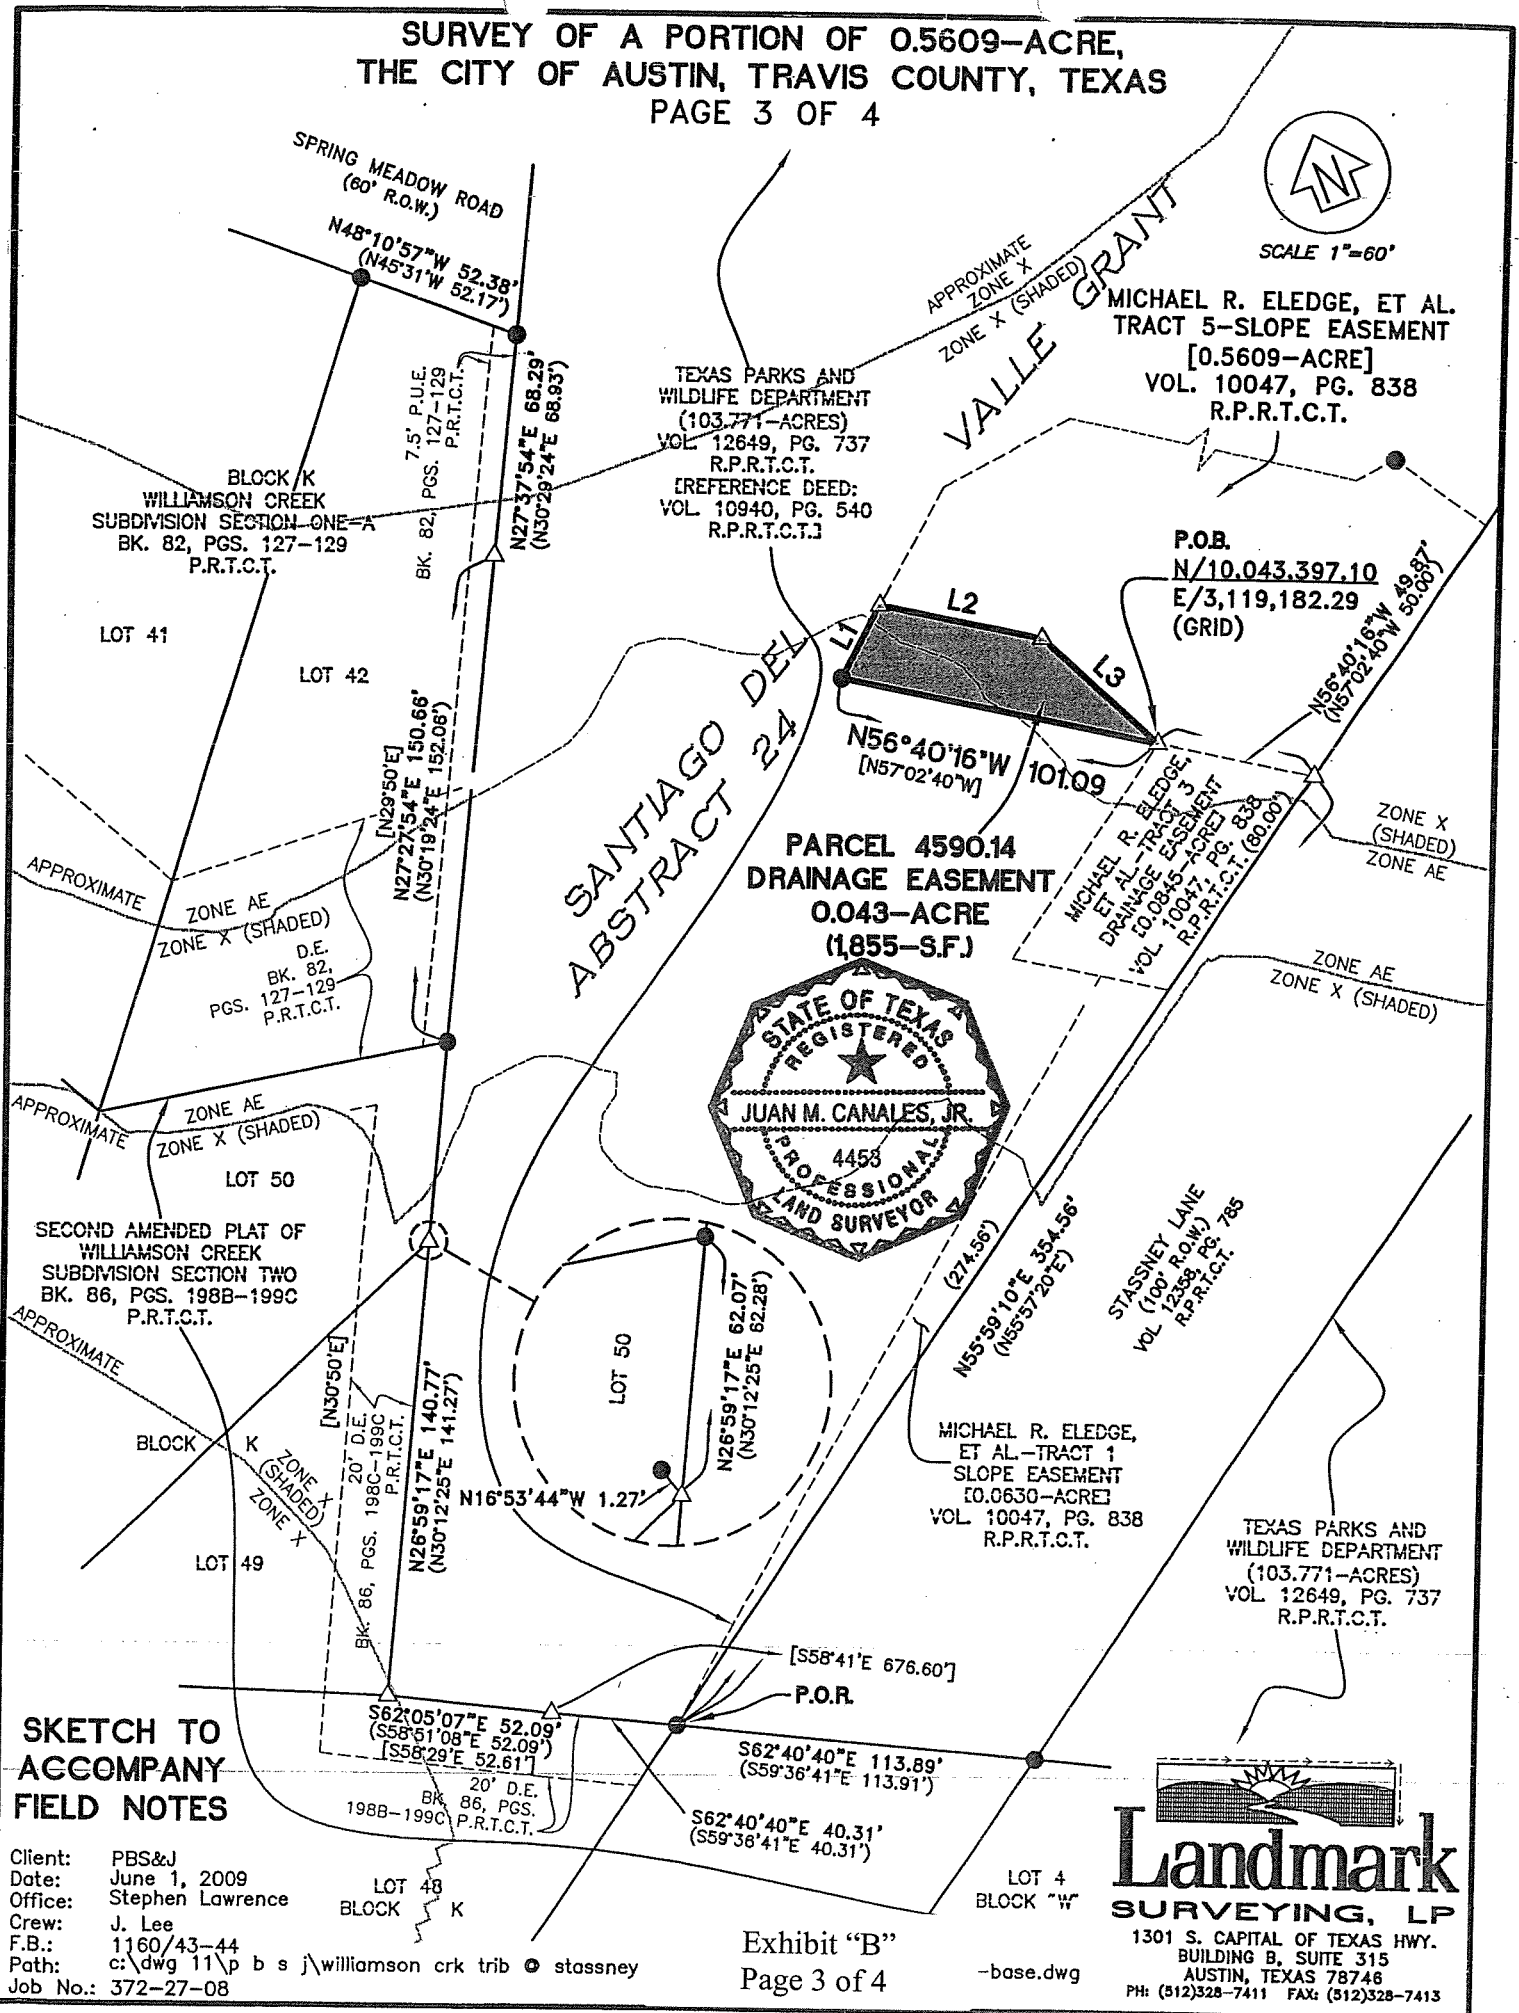 SURVEY OF A PORTION OF 0.5609-ACRE,
THE CITY OF AUSTIN, TRAVIS COUNTY, TEXAS
PAGE 3 OF 4
SPRING MEADOW ROAD
(60' R.O.W.)
N48°10'57"W 52.38'
(N45°31'W 52.17')
N
SCALE 1"=60'
APPROXIMATE
ZONE X
ZONE X (SHADED)
VALLE GRANT
MICHAEL R. ELEDGE, ET AL.
TRACT 5-SLOPE EASEMENT
[0.5609-ACRE]
VOL. 10047, PG. 838
R.P.R.T.C.T.
7.5' P.U.E.
BK. 82, PGS. 127-129
P.R.T.C.T.
N27°37'54"E 68.29'
(N30°29'24"E 68.93')
TEXAS PARKS AND
WILDLIFE DEPARTMENT
(103.771-ACRES)
VOL. 12649, PG. 737
R.P.R.T.C.T.
[REFERENCE DEED:
VOL. 10940, PG. 540
R.P.R.T.C.T.]
BLOCK K
WILLIAMSON CREEK
SUBDIVISION SECTION ONE-A
BK. 82, PGS. 127-129
P.R.T.C.T.
P.O.B.
N/10,043,397.10
E/3,119,182.29
(GRID)
N56°40'16"W 49.87'
(N57°02'40"W 50.00')
LOT 41
LOT 42
L1
L2
L3
SANTIAGO DEL
ABSTRACT 24
N56°40'16"W 101.09
[N57°02'40"W]
[N29°50'E]
N27°27'54"E 150.66'
(N30°19'24"E 152.06')
PARCEL 4590.14
DRAINAGE EASEMENT
0.043-ACRE
(1,855-S.F.)
MICHAEL R. ELEDGE,
ET AL-TRACT 3
DRAINAGE EASEMENT
[0.0845-ACRE]
VOL. 10047, PG. 838
R.P.R.T.C.T. (80.00')
ZONE X
(SHADED)
ZONE AE
APPROXIMATE
ZONE AE
ZONE X (SHADED)
D.E.
BK. 82,
PGS. 127-129
P.R.T.C.T.
ZONE AE
ZONE X (SHADED)
STATE OF TEXAS
REGISTERED
JUAN M. CANALES, JR.
4453
PROFESSIONAL
LAND SURVEYOR
APPROXIMATE
ZONE AE
ZONE X (SHADED)
LOT 50
SECOND AMENDED PLAT OF
WILLIAMSON CREEK
SUBDIVISION SECTION TWO
BK. 86, PGS. 198B-199C
P.R.T.C.T.
APPROXIMATE
(274.56')
N55°59'10"E 354.56'
(N55°57'20"E)
STASSNEY LANE
(100' R.O.W.)
VOL. 12358, PG. 785
R.P.R.T.C.T.
LOT 50
N26°59'17"E 62.07'
(N30°12'25"E 62.28')
N16°53'44"W 1.27'
[N30°50'E]
20' D.E.
BK. 86, PGS. 198C-199C
P.R.T.C.T.
N26°59'17"E 140.77'
(N30°12'25"E 141.27')
BLOCK K
ZONE X
(SHADED)
ZONE X
LOT 49
MICHAEL R. ELEDGE,
ET AL.-TRACT 1
SLOPE EASEMENT
[0.0630-ACRE]
VOL. 10047, PG. 838
R.P.R.T.C.T.
TEXAS PARKS AND
WILDLIFE DEPARTMENT
(103.771-ACRES)
VOL. 12649, PG. 737
R.P.R.T.C.T.
[S58°41'E 676.60']
P.O.R.
S62°05'07"E 52.09'
(S58°51'08"E 52.09')
[S58°29'E 52.61']
S62°40'40"E 113.89'
(S59°36'41"E 113.91')
20' D.E.
BK. 86, PGS.
198B-199C P.R.T.C.T.
S62°40'40"E 40.31'
(S59°36'41"E 40.31')
SKETCH TO
ACCOMPANY
FIELD NOTES
Client: PBS&J
Date: June 1, 2009
Office: Stephen Lawrence
Crew: J. Lee
F.B.: 1160/43-44
Path: c:\dwg 11\p b s j\williamson crk trib @ stassney
Job No.: 372-27-08
LOT 48
BLOCK K
LOT 4
BLOCK "W"
Exhibit "B"
Page 3 of 4
-base.dwg
Landmark
SURVEYING, LP
1301 S. CAPITAL OF TEXAS HWY.
BUILDING B, SUITE 315
AUSTIN, TEXAS 78746
PH: (512)328-7411 FAX: (512)328-7413